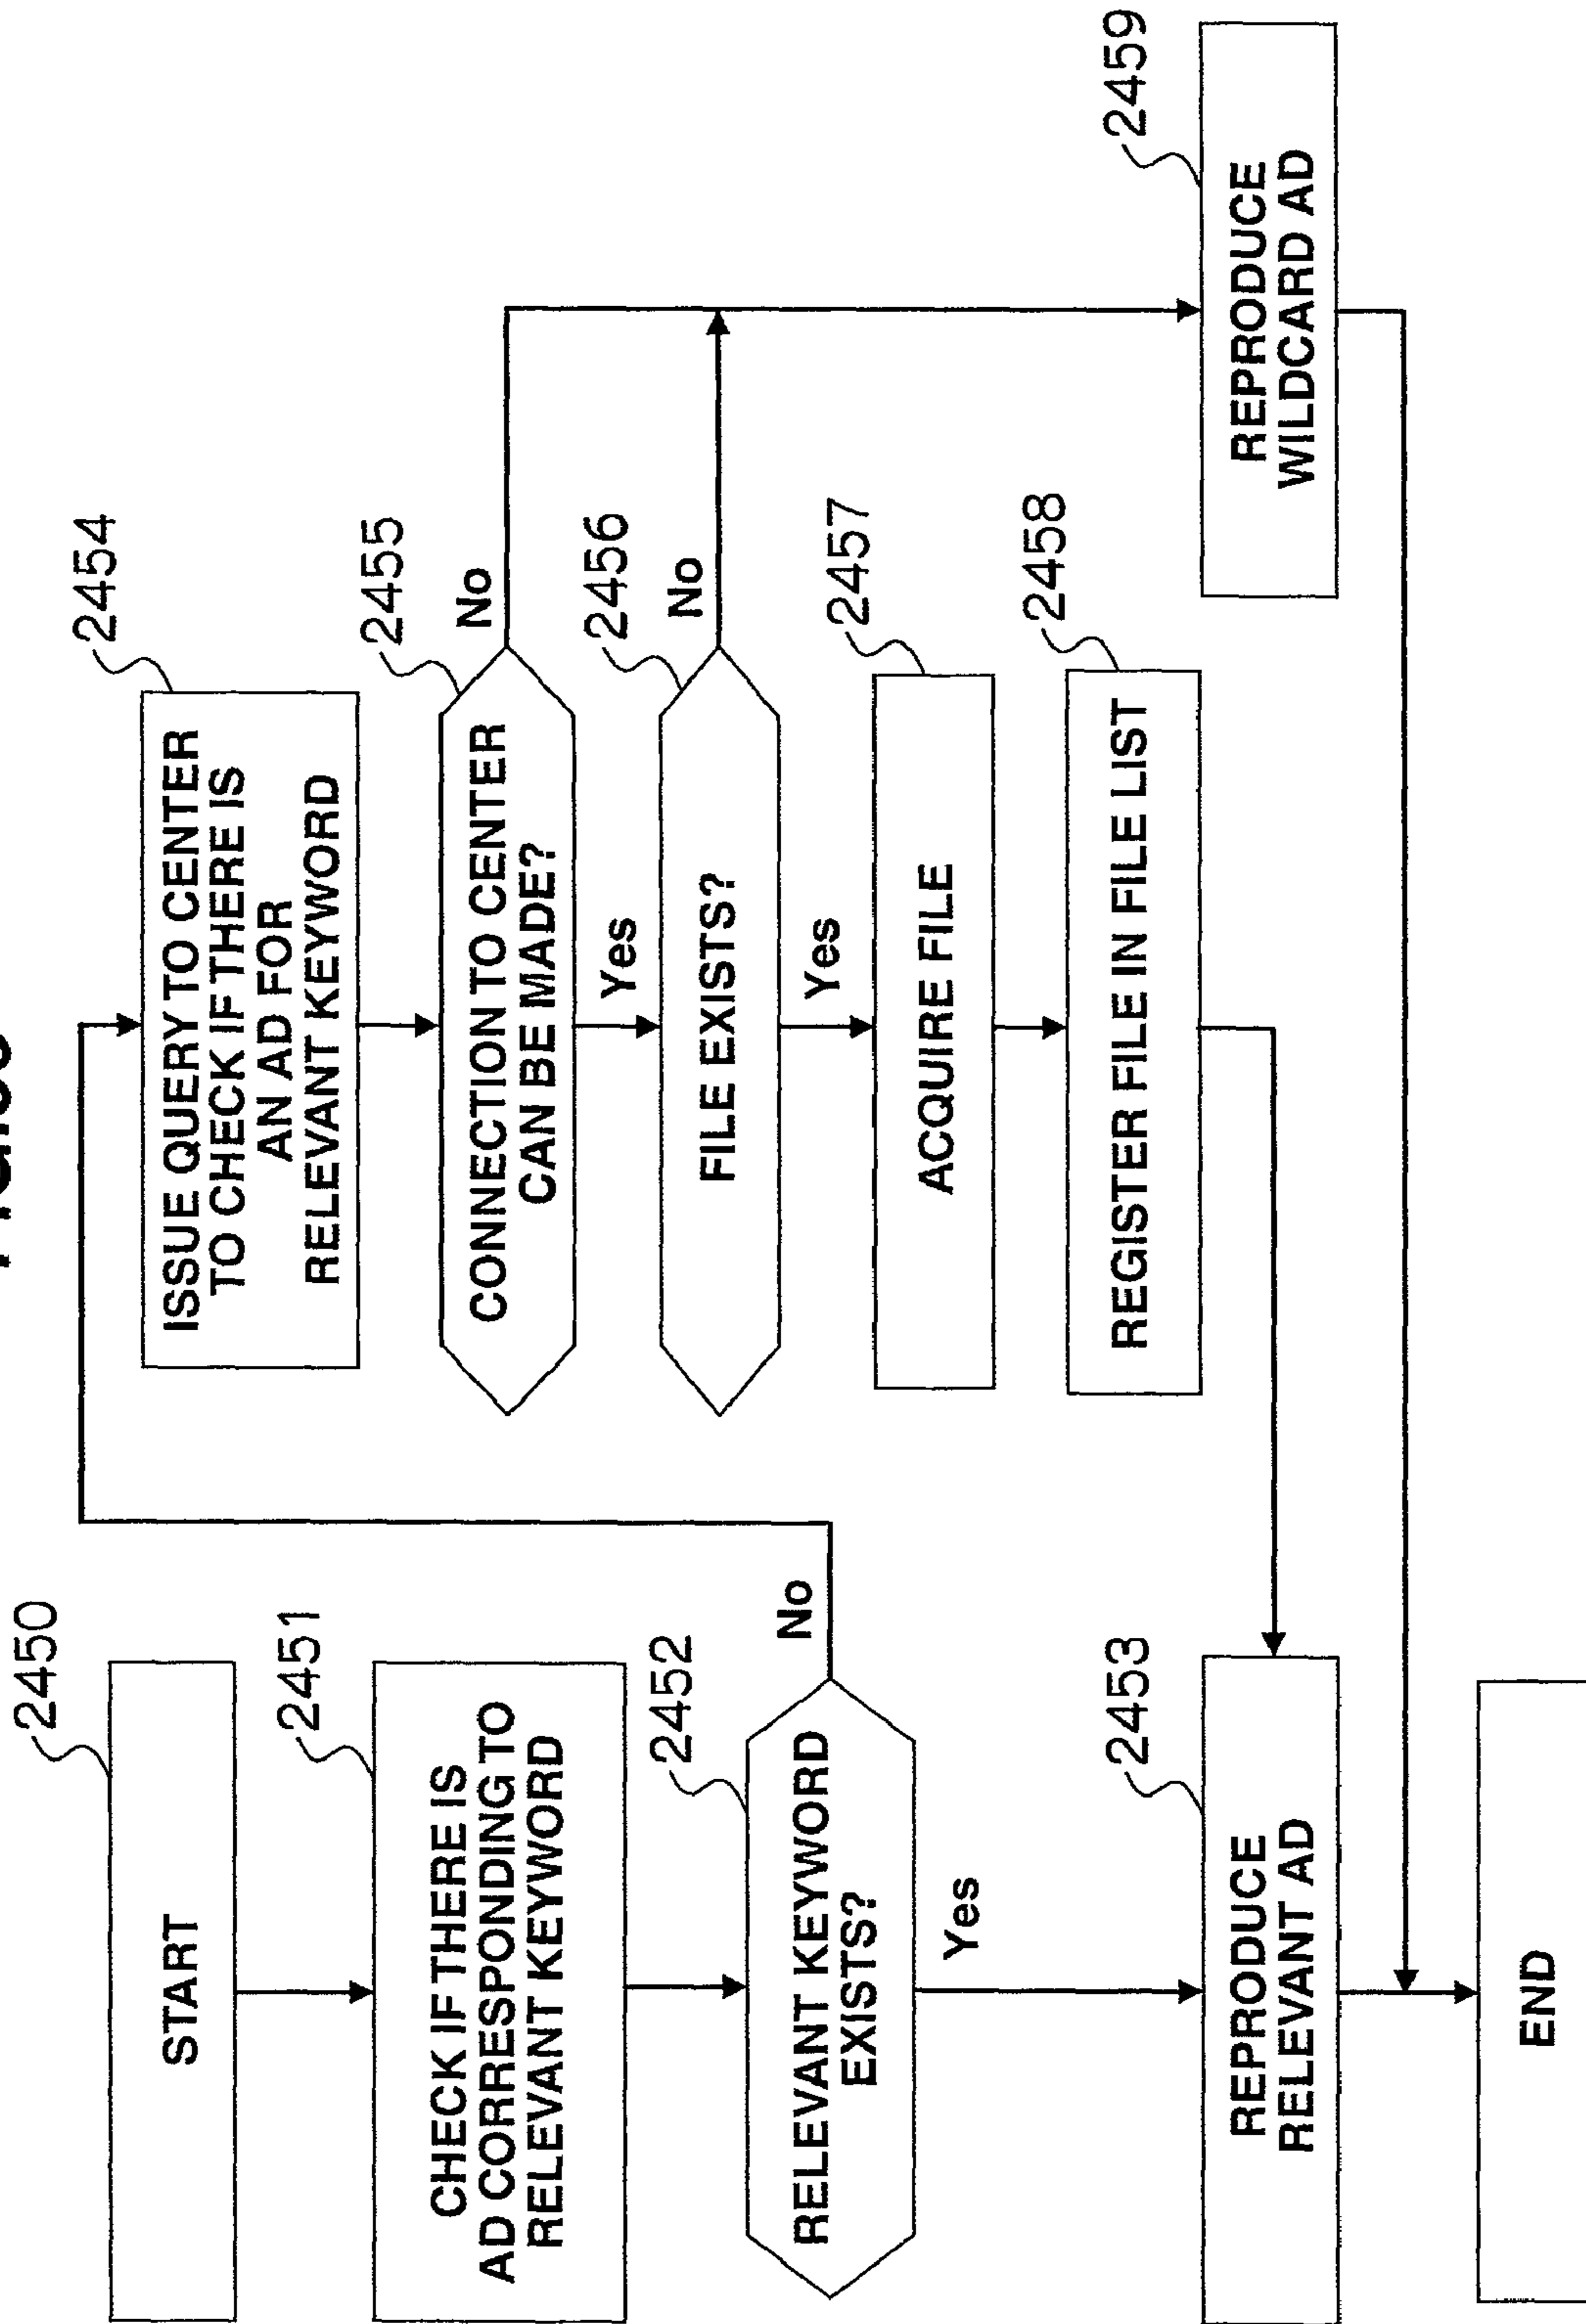 2450
START
2451
CHECK IF THERE IS
AD CORRESPONDING TO
RELEVANT KEYWORD
2452
RELEVANT KEYWORD
EXISTS?
No
Yes
2453
REPRODUCE
RELEVANT AD
END
2454
ISSUE QUERY TO CENTER
TO CHECK IF THERE IS
AN AD FOR
RELEVANT KEYWORD
2455
CONNECTION TO CENTER
CAN BE MADE?
No
Yes
2456
FILE EXISTS?
No
Yes
2457
ACQUIRE FILE
2458
REGISTER FILE IN FILE LIST
2459
REPRODUCE
WILDCARD AD